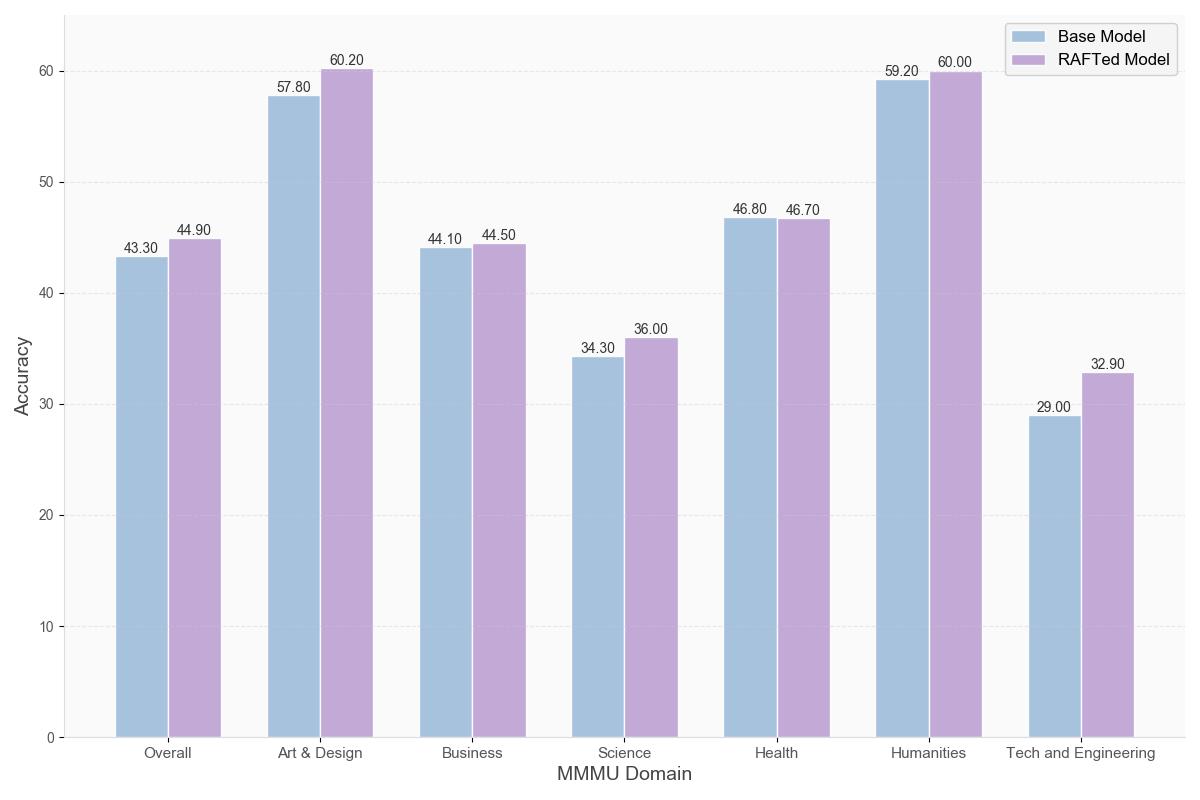 Base Model
RAFTed Model
Accuracy
60
50
40
30
20
10
0
43.30 44.90
57.80 60.20
44.10 44.50
34.30 36.00
46.80 46.70
59.20 60.00
29.00 32.90
Overall Art & Design Business Science Health Humanities Tech and Engineering
MMMU Domain